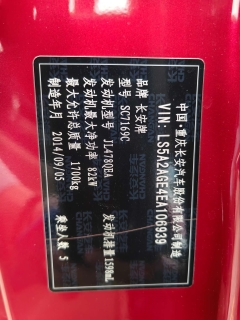 中国·重庆长安汽车股份有限公司制造
VIN: LS5A2AGE4EA106939
品牌 长安牌
型号 SC7169C
发动机型号 JL478QEA 发动机排量 1598mL
发动机最大净功率 82kW
最大允许总质量 1700kg 乘坐人数 5
制造年月 2014/09/05